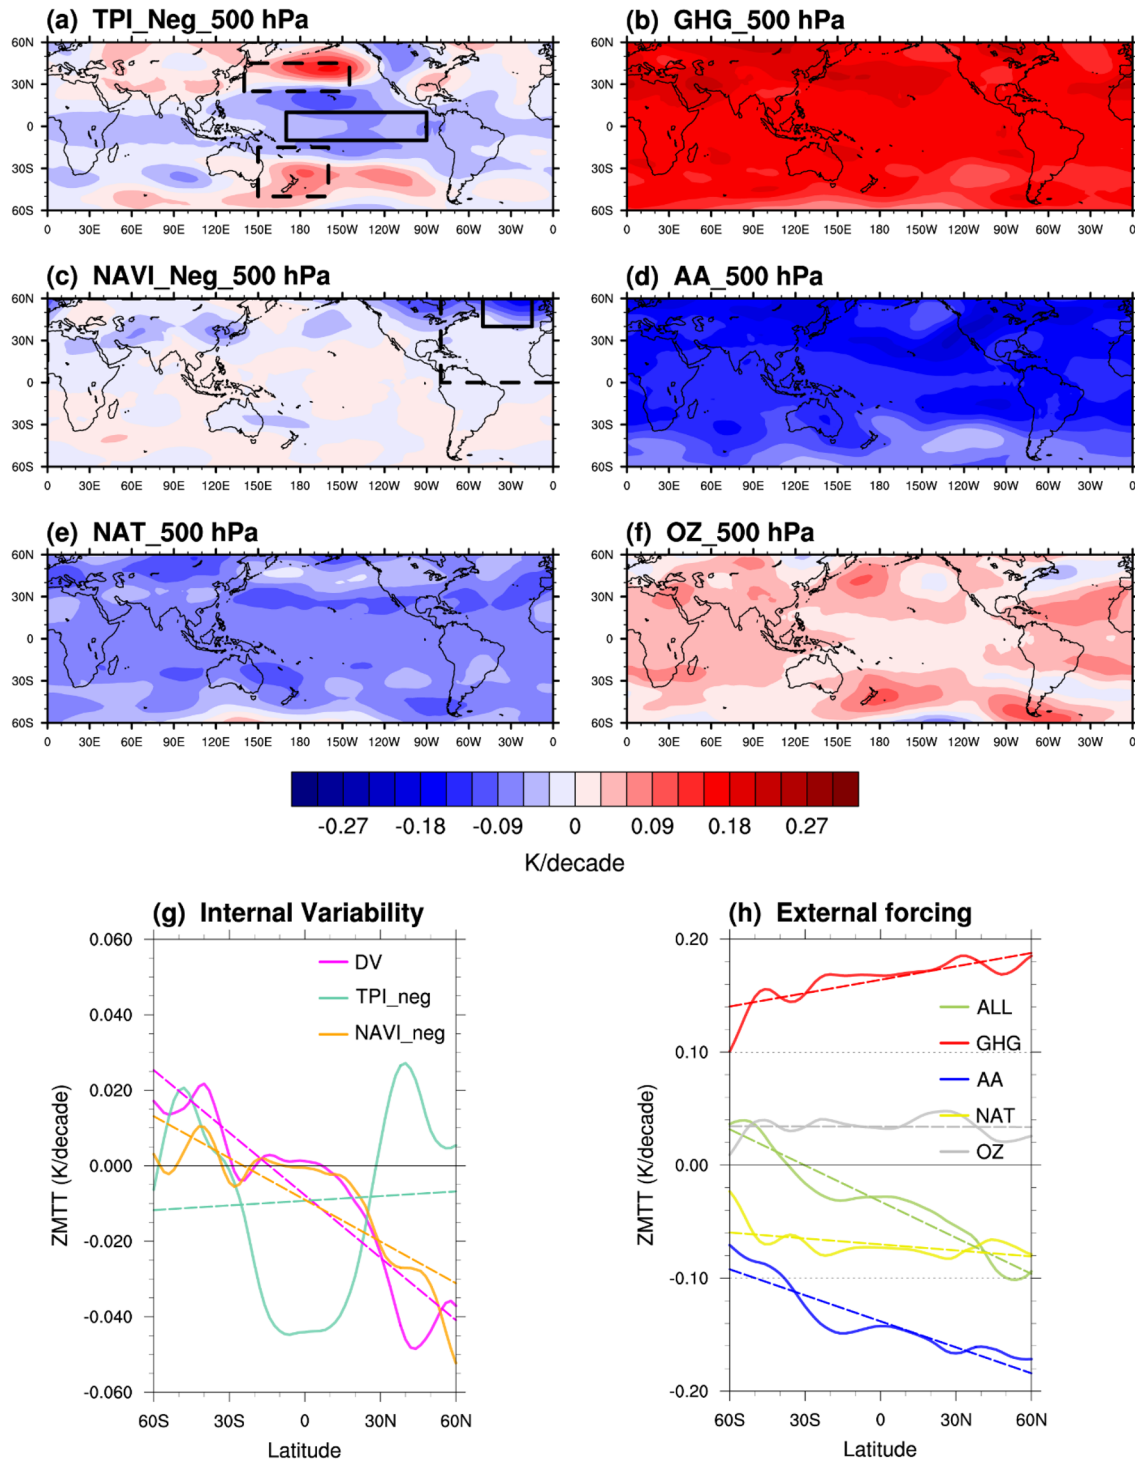 (a) TPI_Neg_500 hPa
60N
30N
0
30S
60S
0 30E 60E 90E 120E 150E 180 150W 120W 90W 60W 30W 0
(b) GHG_500 hPa
60N
30N
0
30S
60S
0 30E 60E 90E 120E 150E 180 150W 120W 90W 60W 30W 0
(c) NAVI_Neg_500 hPa
60N
30N
0
30S
60S
0 30E 60E 90E 120E 150E 180 150W 120W 90W 60W 30W 0
(d) AA_500 hPa
60N
30N
0
30S
60S
0 30E 60E 90E 120E 150E 180 150W 120W 90W 60W 30W 0
(e) NAT_500 hPa
60N
30N
0
30S
60S
0 30E 60E 90E 120E 150E 180 150W 120W 90W 60W 30W 0
(f) OZ_500 hPa
60N
30N
0
30S
60S
0 30E 60E 90E 120E 150E 180 150W 120W 90W 60W 30W 0
-0.27 -0.18 -0.09 0 0.09 0.18 0.27
K/decade
(g) Internal Variability
0.060
0.040
0.020
0.000
-0.020
-0.040
-0.060
ZMTT (K/decade)
DV
TPI_neg
NAVI_neg
60S 30S 0 30N 60N
Latitude
(h) External forcing
0.20
0.10
0.00
-0.10
-0.20
ZMTT (K/decade)
ALL
GHG
AA
NAT
OZ
60S 30S 0 30N 60N
Latitude